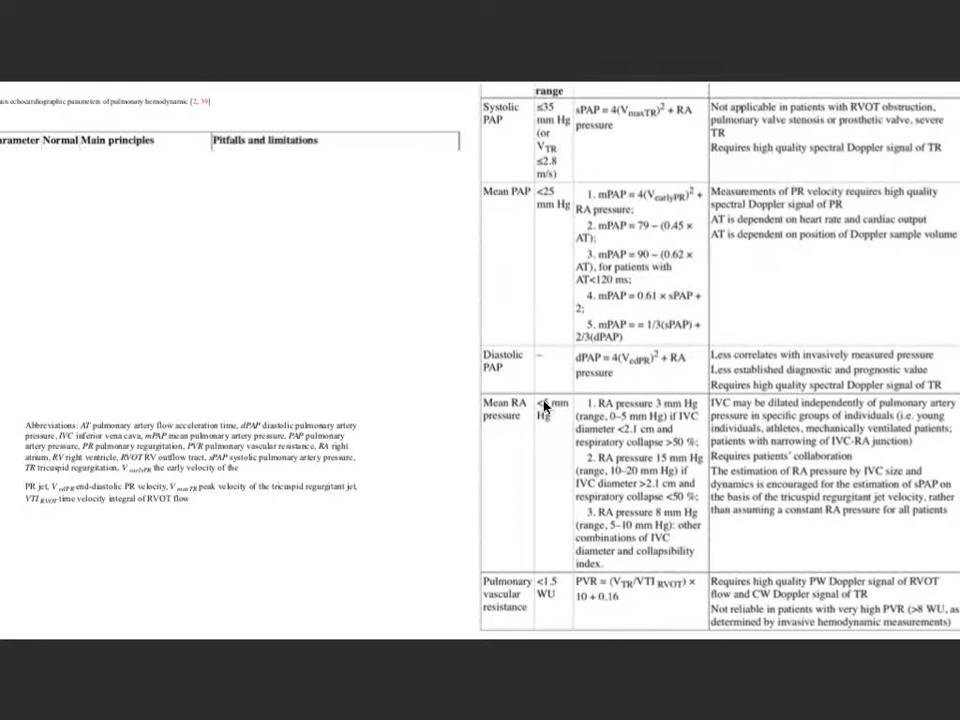 echocardiographic parameters of pulmonary hemodynamic [2, 39]
Normal Main principles Pitfalls and limitations
Abbreviations: AT pulmonary artery flow acceleration time, dPAP diastolic pulmonary artery
pressure, IVC inferior vena cava, mPAP mean pulmonary artery pressure, PAP pulmonary
artery pressure, PR pulmonary regurgitation, PVR pulmonary vascular resistance, RA right
atrium, RV right ventricle, RVOT RV outflow tract, sPAP systolic pulmonary artery pressure,
TR tricuspid regurgitation, V earlyPR the early velocity of the
PR jet, V edPR end-diastolic PR velocity, V maxTR peak velocity of the tricuspid regurgitant jet,
VTI RVOT time velocity integral of RVOT flow
range
Systolic
PAP
≤35
mm Hg
(or
VTR
≤2.8
m/s)
sPAP = 4(VmaxTR)² + RA
pressure
Not applicable in patients with RVOT obstruction,
pulmonary valve stenosis or prosthetic valve, severe
TR
Requires high quality spectral Doppler signal of TR
Mean PAP
<25
mm Hg
1. mPAP = 4(VearlyPR)² +
RA pressure;
2. mPAP = 79 – (0.45 ×
AT);
3. mPAP = 90 – (0.62 ×
AT), for patients with
AT<120 ms;
4. mPAP = 0.61 × sPAP +
2;
5. mPAP = = 1/3(sPAP) +
2/3(dPAP)
Measurements of PR velocity requires high quality
spectral Doppler signal of PR
AT is dependent on heart rate and cardiac output
AT is dependent on position of Doppler sample volume
Diastolic
PAP
–
dPAP = 4(VedPR)² + RA
pressure
Less correlates with invasively measured pressure
Less established diagnostic and prognostic value
Requires high quality spectral Doppler signal of TR
Mean RA
pressure
mm
Hg
1. RA pressure 3 mm Hg
(range, 0–5 mm Hg) if IVC
diameter <2.1 cm and
respiratory collapse >50 %;
2. RA pressure 15 mm Hg
(range, 10–20 mm Hg) if
IVC diameter >2.1 cm and
respiratory collapse <50 %;
3. RA pressure 8 mm Hg
(range, 5–10 mm Hg): other
combinations of IVC
diameter and collapsibility
index.
IVC may be dilated independently of pulmonary artery
pressure in specific groups of individuals (i.e. young
individuals, athletes, mechanically ventilated patients;
patients with narrowing of IVC-RA junction)
Requires patients' collaboration
The estimation of RA pressure by IVC size and
dynamics is encouraged for the estimation of sPAP on
the basis of the tricuspid regurgitant jet velocity, rather
than assuming a constant RA pressure for all patients
Pulmonary
vascular
resistance
<1.5
WU
PVR = (VTR/VTI RVOT) ×
10 + 0.16
Requires high quality PW Doppler signal of RVOT
flow and CW Doppler signal of TR
Not reliable in patients with very high PVR (>8 WU, as
determined by invasive hemodynamic measurements)